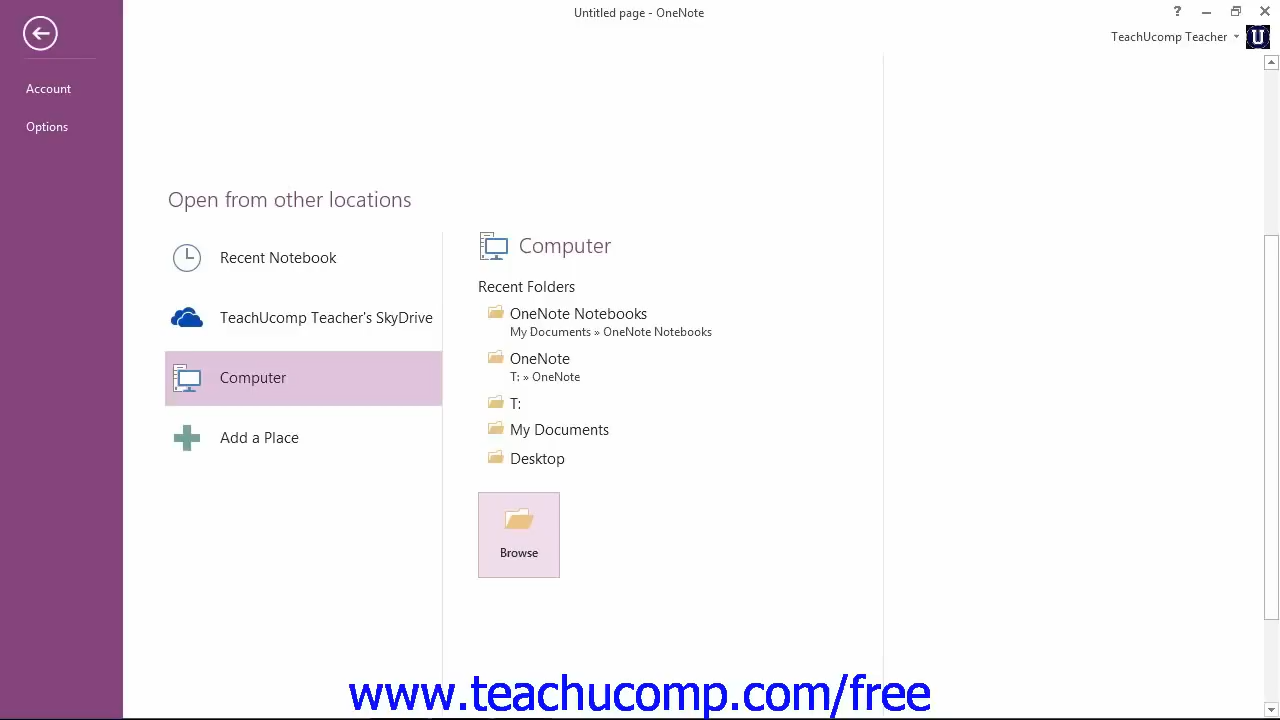 Untitled page - OneNote
?
TeachUcomp Teacher
U
Account
Options
Open from other locations
Recent Notebook
TeachUcomp Teacher's SkyDrive
Computer
Add a Place
Computer
Recent Folders
OneNote Notebooks
My Documents » OneNote Notebooks
OneNote
T: » OneNote
T:
My Documents
Desktop
Browse
www.teachucomp.com/free